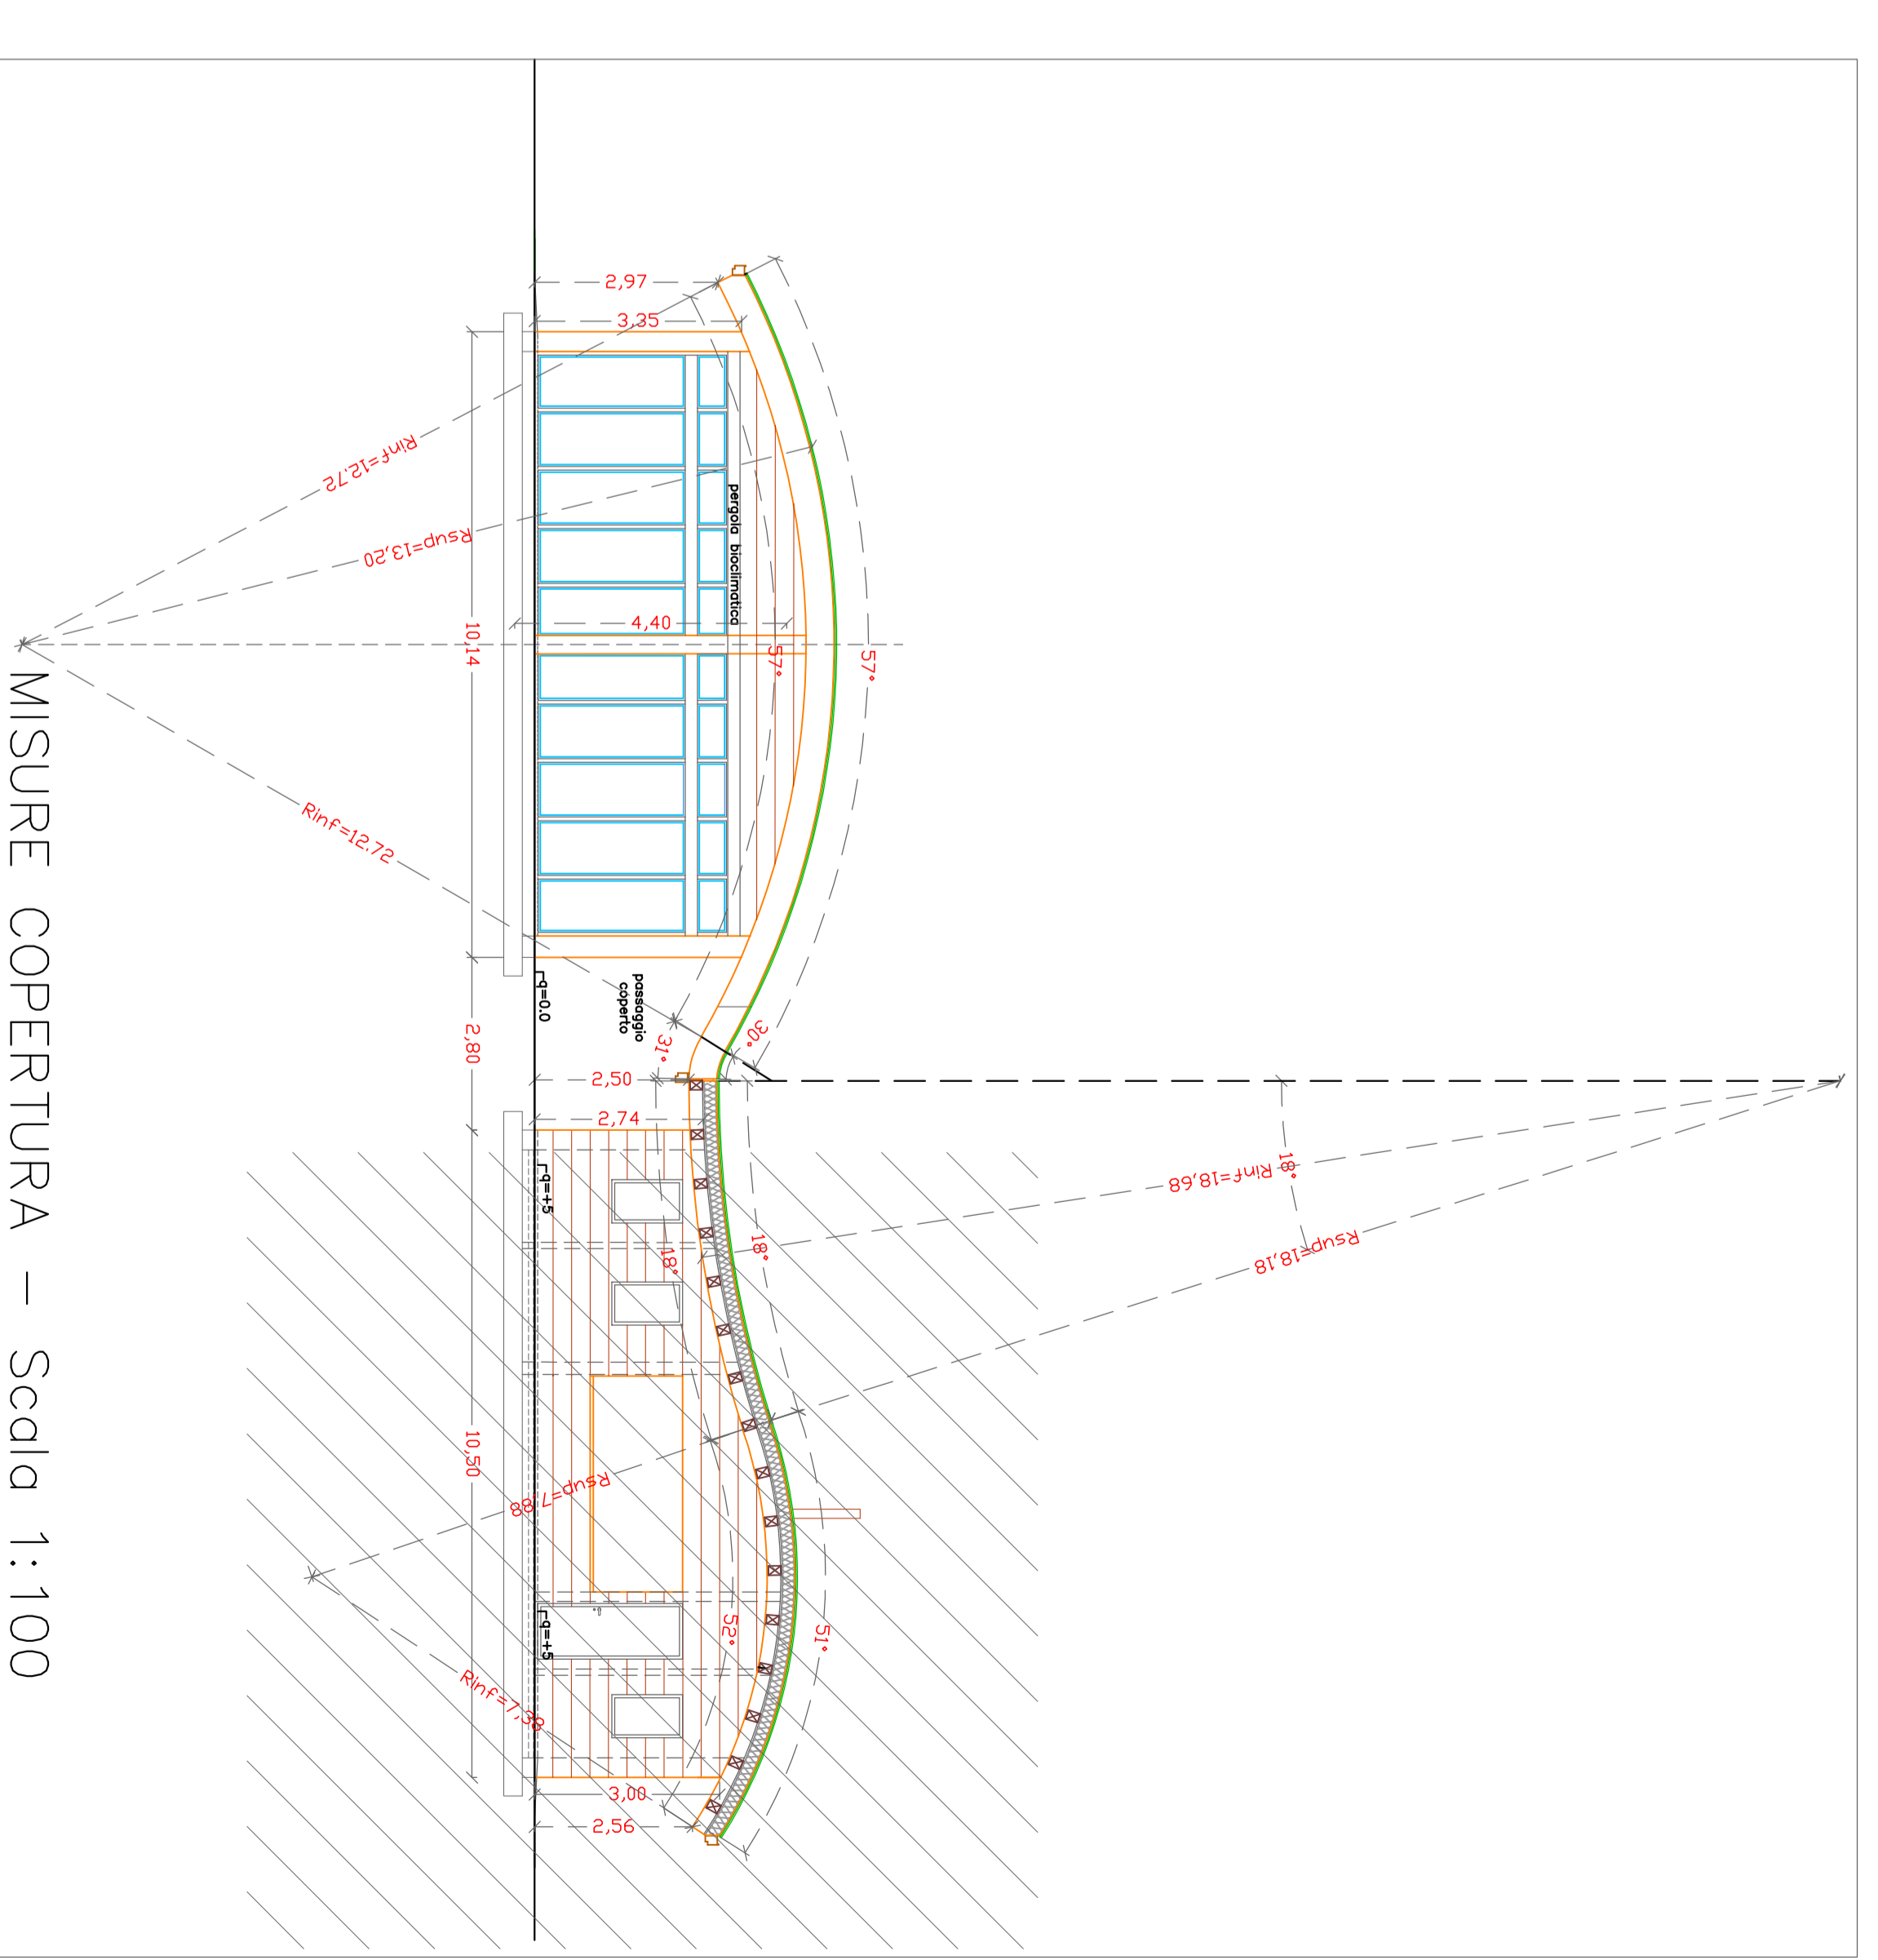 2,97
3,35
Rinf=12,72
Rsup=13,20
pergola bioclimatica
4,40
57°
57°
10,14
Rinf=12,72
q=0.0
passaggio
coperto
31°
30°
2,80
2,50
2,74
q=+5
18°
18°
18°
Rinf=18,68
Rsup=18,18
10,50
Rsup=7,88
q=+5
52°
51°
Rinf=7,38
3,00
2,56
MISURE COPERTURA – Scala 1:100